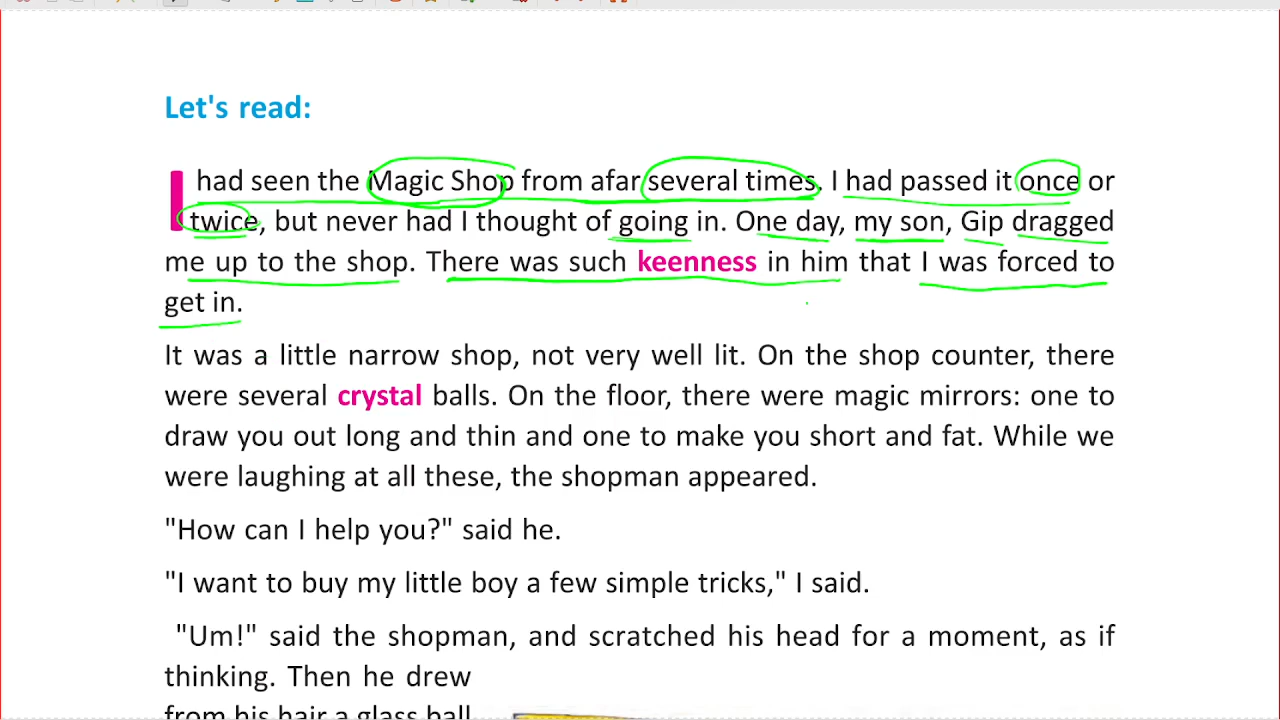 Let's read:
I had seen the Magic Shop from afar several times. I had passed it once or
twice, but never had I thought of going in. One day, my son, Gip dragged
me up to the shop. There was such keenness in him that I was forced to
get in.
It was a little narrow shop, not very well lit. On the shop counter, there
were several crystal balls. On the floor, there were magic mirrors: one to
draw you out long and thin and one to make you short and fat. While we
were laughing at all these, the shopman appeared.
"How can I help you?" said he.
"I want to buy my little boy a few simple tricks," I said.
"Um!" said the shopman, and scratched his head for a moment, as if
thinking. Then he drew
from his hair a glass ball